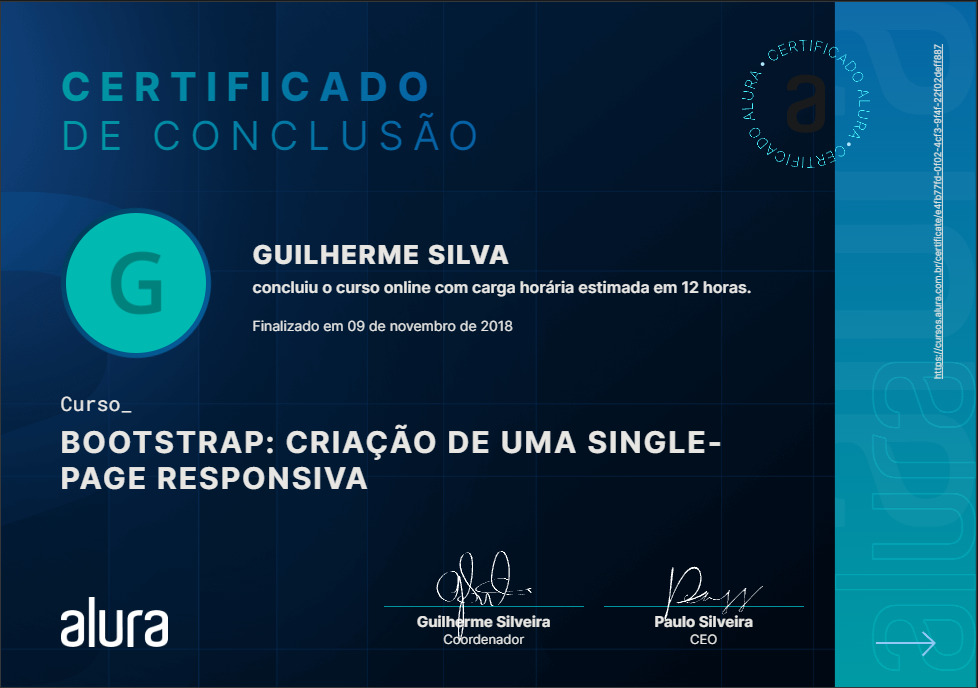 CERTIFICADO
DE CONCLUSÃO
CERTIFICADO ALURA • CERTIFICADO ALURA •
a
G
GUILHERME SILVA
concluiu o curso online com carga horária estimada em 12 horas.
Finalizado em 09 de novembro de 2018
Curso_
BOOTSTRAP: CRIAÇÃO DE UMA SINGLE-
PAGE RESPONSIVA
alura
Guilherme Silveira
Coordenador
Paulo Silveira
CEO
https://cursos.alura.com.br/certificate/e4fb77fd-0f02-4cf3-9f4f-22f02deff887
alura